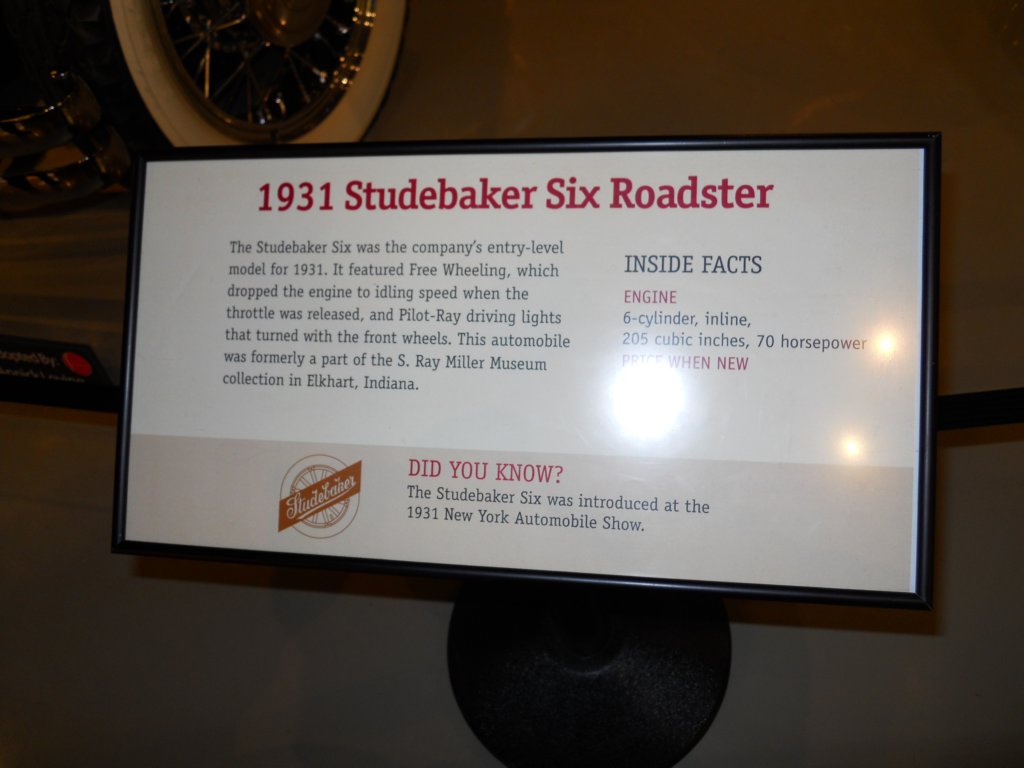 1931 Studebaker Six Roadster
The Studebaker Six was the company's entry-level
model for 1931. It featured Free Wheeling, which
dropped the engine to idling speed when the
throttle was released, and Pilot-Ray driving lights
that turned with the front wheels. This automobile
was formerly a part of the S. Ray Miller Museum
collection in Elkhart, Indiana.
INSIDE FACTS
ENGINE
6-cylinder, inline,
205 cubic inches, 70 horsepower
PRICE WHEN NEW
Studebaker
DID YOU KNOW?
The Studebaker Six was introduced at the
1931 New York Automobile Show.